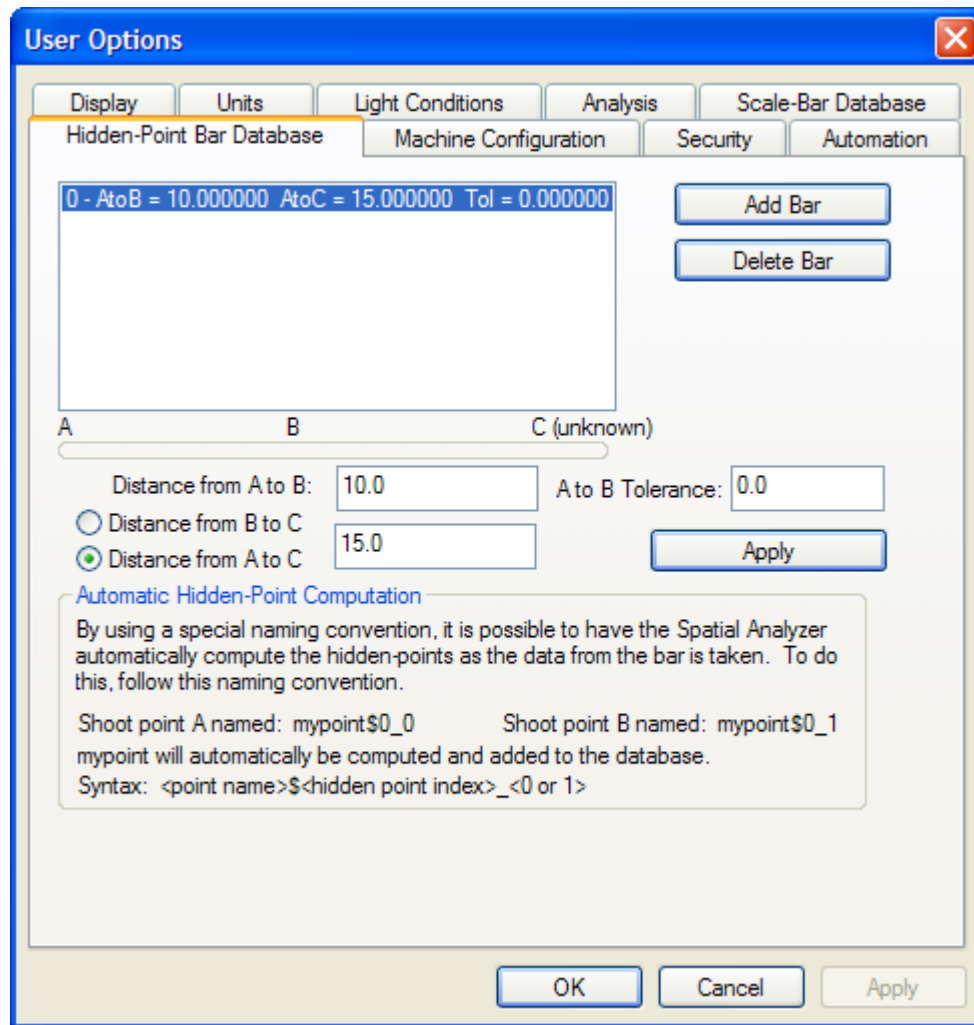 User Options
Display Units Light Conditions Analysis Scale-Bar Database
Hidden-Point Bar Database Machine Configuration Security Automation
0 - AtoB = 10.000000 AtoC = 15.000000 Tol = 0.000000
Add Bar
Delete Bar
A B C (unknown)
Distance from A to B: 10.0 A to B Tolerance: 0.0
Distance from B to C
Distance from A to C 15.0 Apply
Automatic Hidden-Point Computation
By using a special naming convention, it is possible to have the Spatial Analyzer
automatically compute the hidden-points as the data from the bar is taken. To do
this, follow this naming convention.
Shoot point A named: mypoint$0_0 Shoot point B named: mypoint$0_1
mypoint will automatically be computed and added to the database.
Syntax: <point name>$<hidden point index>_<0 or 1>
OK Cancel Apply